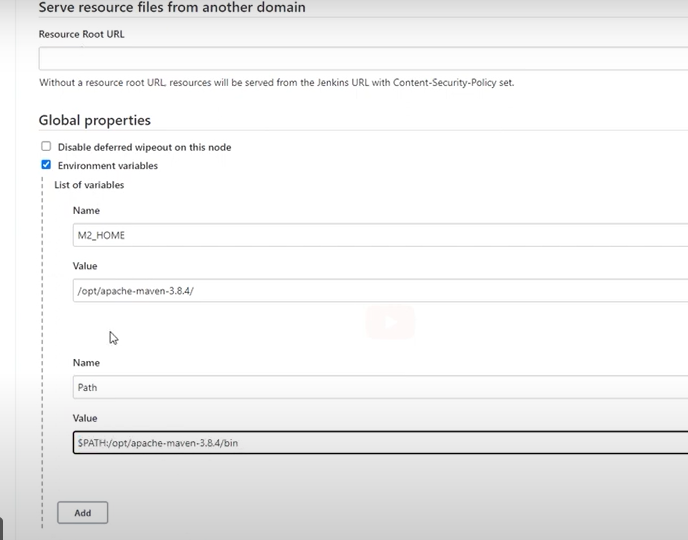 Serve resource files from another domain
Resource Root URL
Without a resource root URL, resources will be served from the Jenkins URL with Content-Security-Policy set.
Global properties
Disable deferred wipeout on this node
Environment variables
List of variables
Name
M2_HOME
Value
/opt/apache-maven-3.8.4/
Name
Path
Value
$PATH:/opt/apache-maven-3.8.4/bin
Add